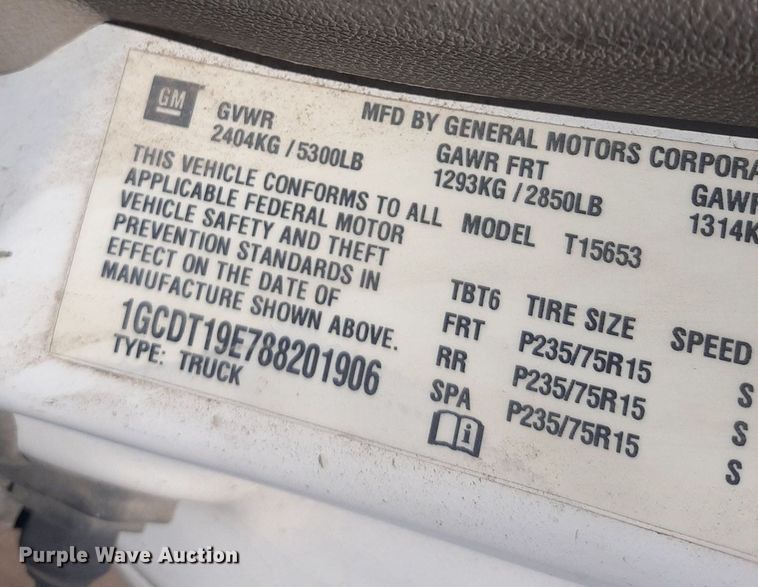 GM
MFD BY GENERAL MOTORS CORPORA
GVWR
2404KG / 5300LB
GAWR FRT
1293KG / 2850LB
GAWR
1314K
THIS VEHICLE CONFORMS TO ALL
APPLICABLE FEDERAL MOTOR
VEHICLE SAFETY AND THEFT
PREVENTION STANDARDS IN
EFFECT ON THE DATE OF
MANUFACTURE SHOWN ABOVE.
1GCDT19E788201906
TYPE: TRUCK
MODEL T15653
TBT6 TIRE SIZE SPEED
FRT P235/75R15 S
RR P235/75R15 S
SPA P235/75R15 S
i
Purple Wave Auction